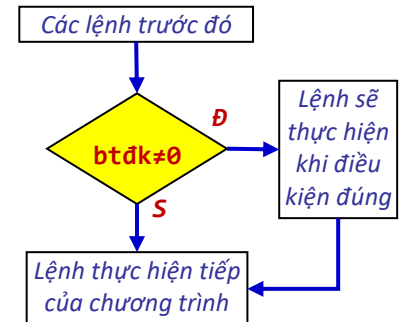 Các lệnh trước đó
Đ
btđk≠0
Lệnh sẽ
thực hiện
khi điều
kiện đúng
S
Lệnh thực hiện tiếp
của chương trình